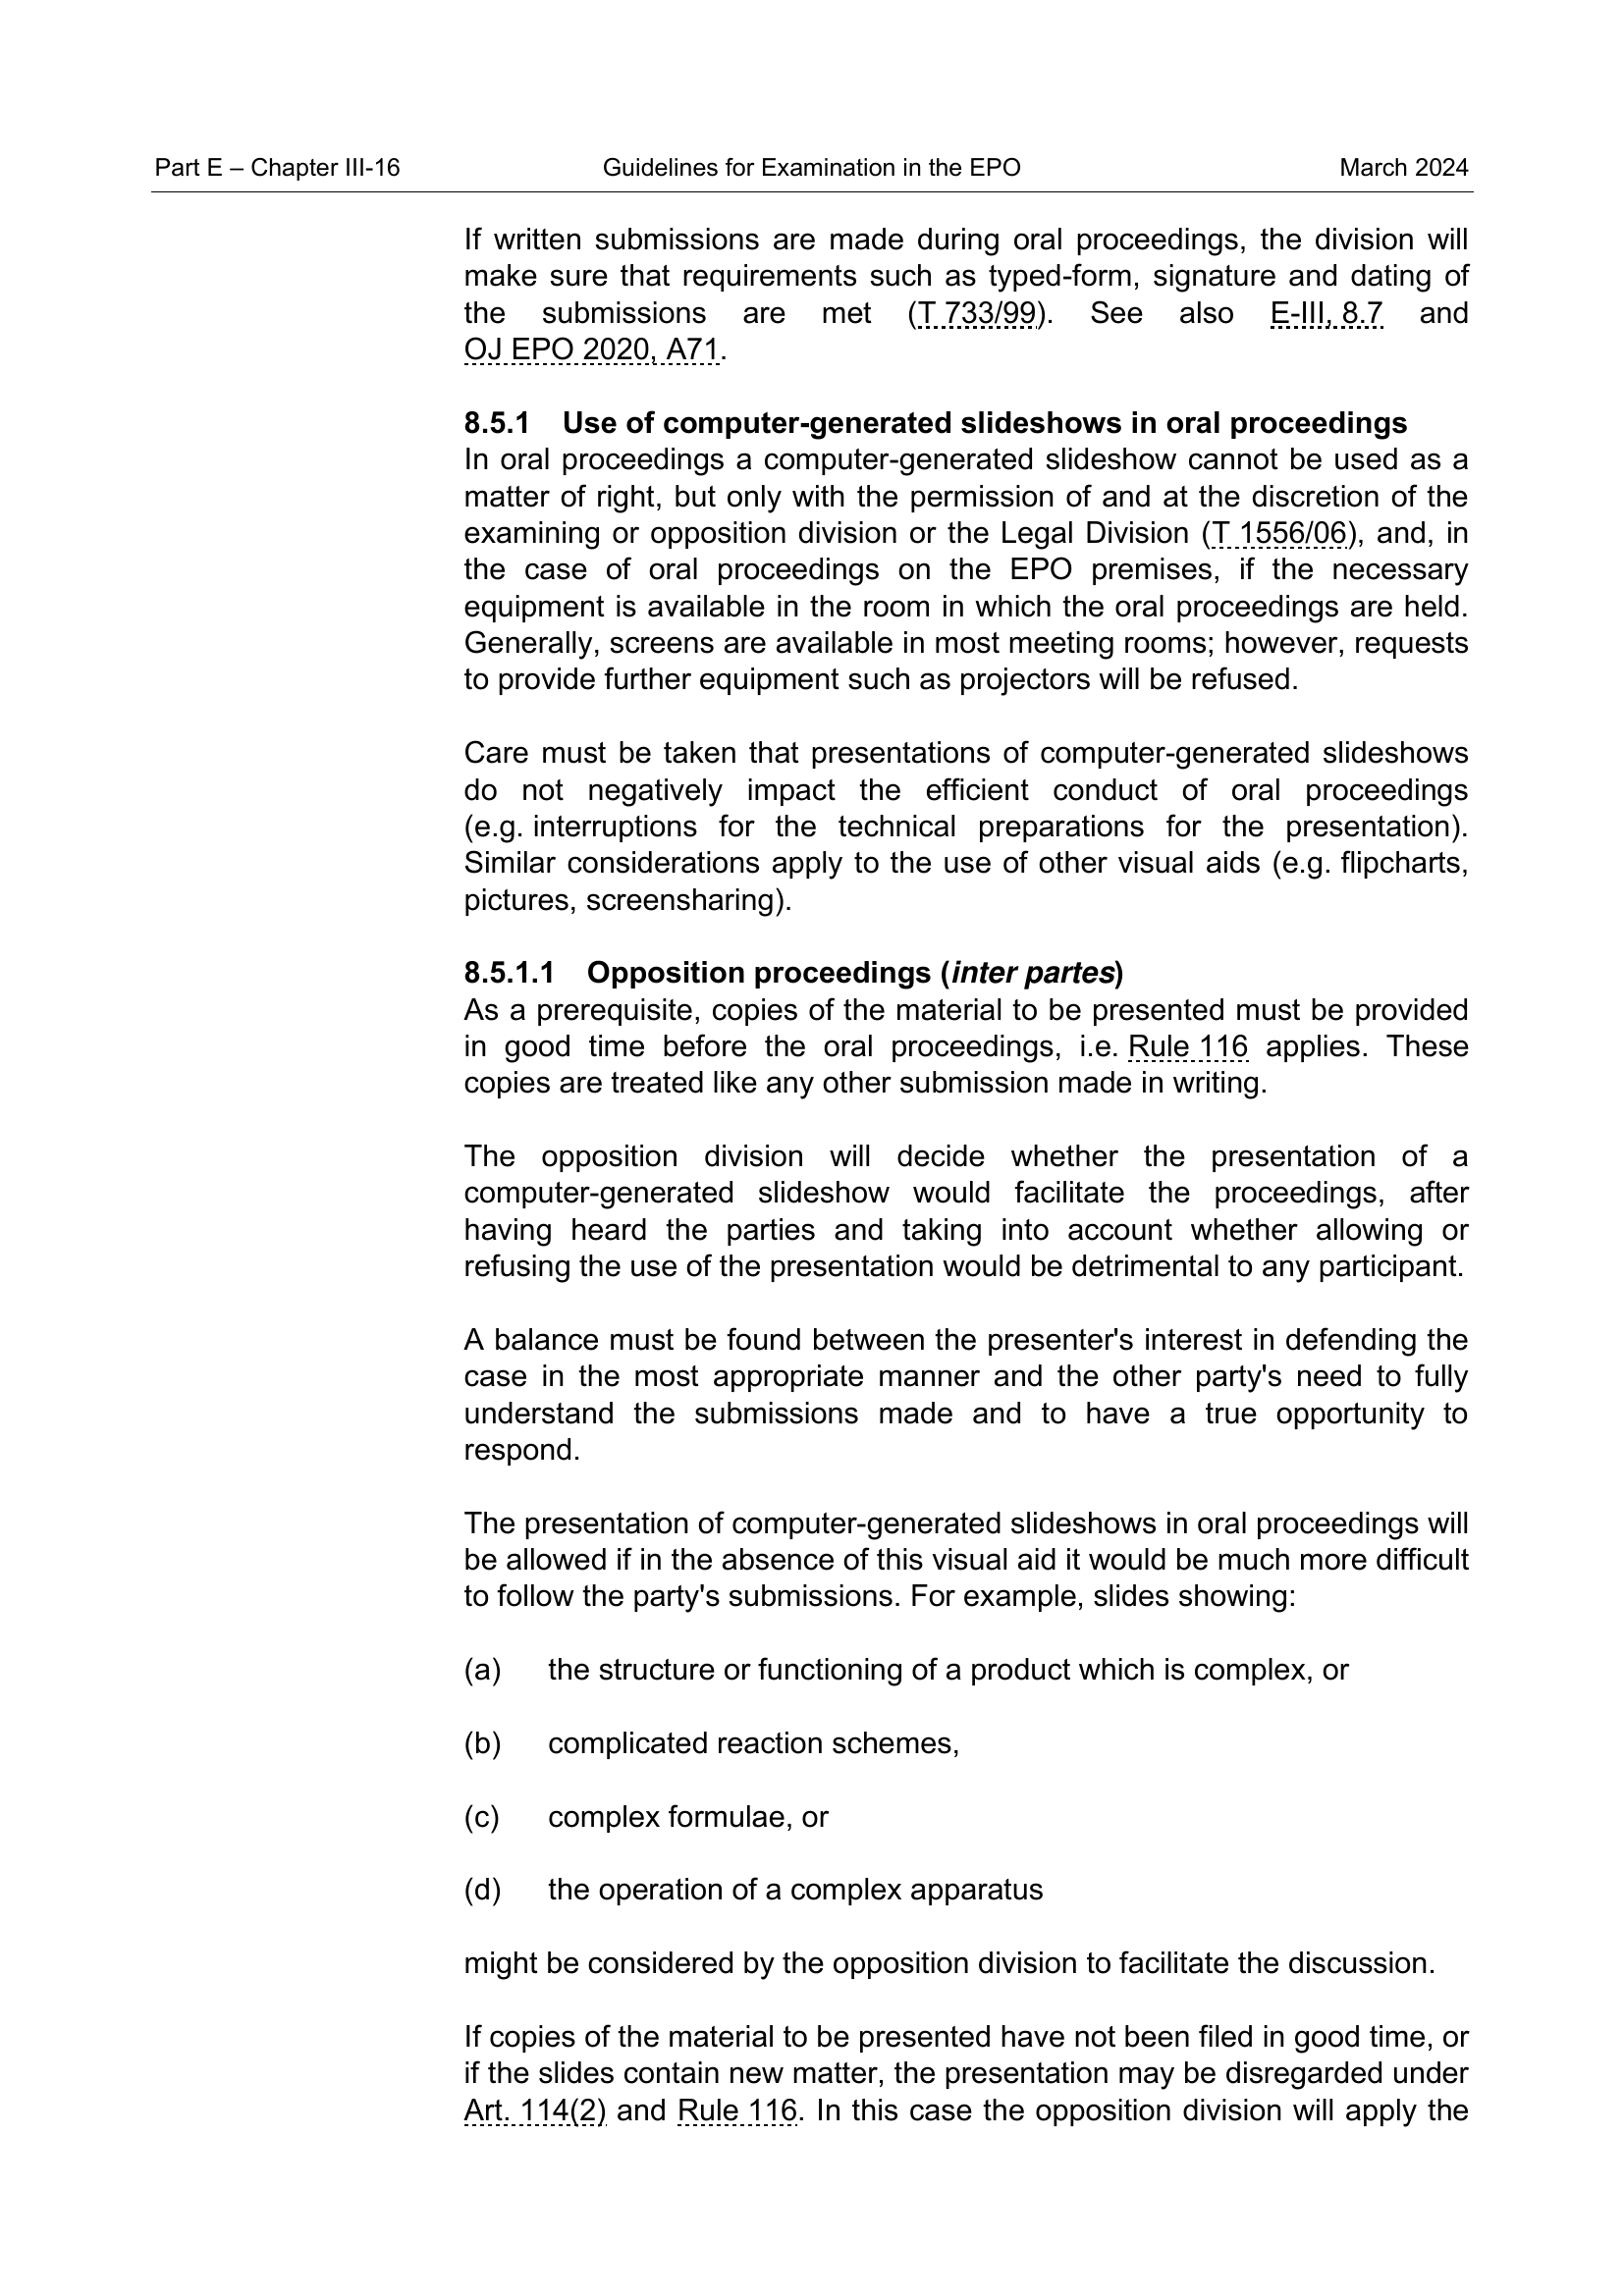 Part E – Chapter III-16 Guidelines for Examination in the EPO March 2024
If written submissions are made during oral proceedings, the division will
make sure that requirements such as typed-form, signature and dating of
the submissions are met (T 733/99). See also E-III, 8.7 and
OJ EPO 2020, A71.
8.5.1 Use of computer-generated slideshows in oral proceedings
In oral proceedings a computer-generated slideshow cannot be used as a
matter of right, but only with the permission of and at the discretion of the
examining or opposition division or the Legal Division (T 1556/06), and, in
the case of oral proceedings on the EPO premises, if the necessary
equipment is available in the room in which the oral proceedings are held.
Generally, screens are available in most meeting rooms; however, requests
to provide further equipment such as projectors will be refused.
Care must be taken that presentations of computer-generated slideshows
do not negatively impact the efficient conduct of oral proceedings
(e.g. interruptions for the technical preparations for the presentation).
Similar considerations apply to the use of other visual aids (e.g. flipcharts,
pictures, screensharing).
8.5.1.1 Opposition proceedings (inter partes)
As a prerequisite, copies of the material to be presented must be provided
in good time before the oral proceedings, i.e. Rule 116 applies. These
copies are treated like any other submission made in writing.
The opposition division will decide whether the presentation of a
computer-generated slideshow would facilitate the proceedings, after
having heard the parties and taking into account whether allowing or
refusing the use of the presentation would be detrimental to any participant.
A balance must be found between the presenter's interest in defending the
case in the most appropriate manner and the other party's need to fully
understand the submissions made and to have a true opportunity to
respond.
The presentation of computer-generated slideshows in oral proceedings will
be allowed if in the absence of this visual aid it would be much more difficult
to follow the party's submissions. For example, slides showing:
(a) the structure or functioning of a product which is complex, or
(b) complicated reaction schemes,
(c) complex formulae, or
(d) the operation of a complex apparatus
might be considered by the opposition division to facilitate the discussion.
If copies of the material to be presented have not been filed in good time, or
if the slides contain new matter, the presentation may be disregarded under
Art. 114(2) and Rule 116. In this case the opposition division will apply the